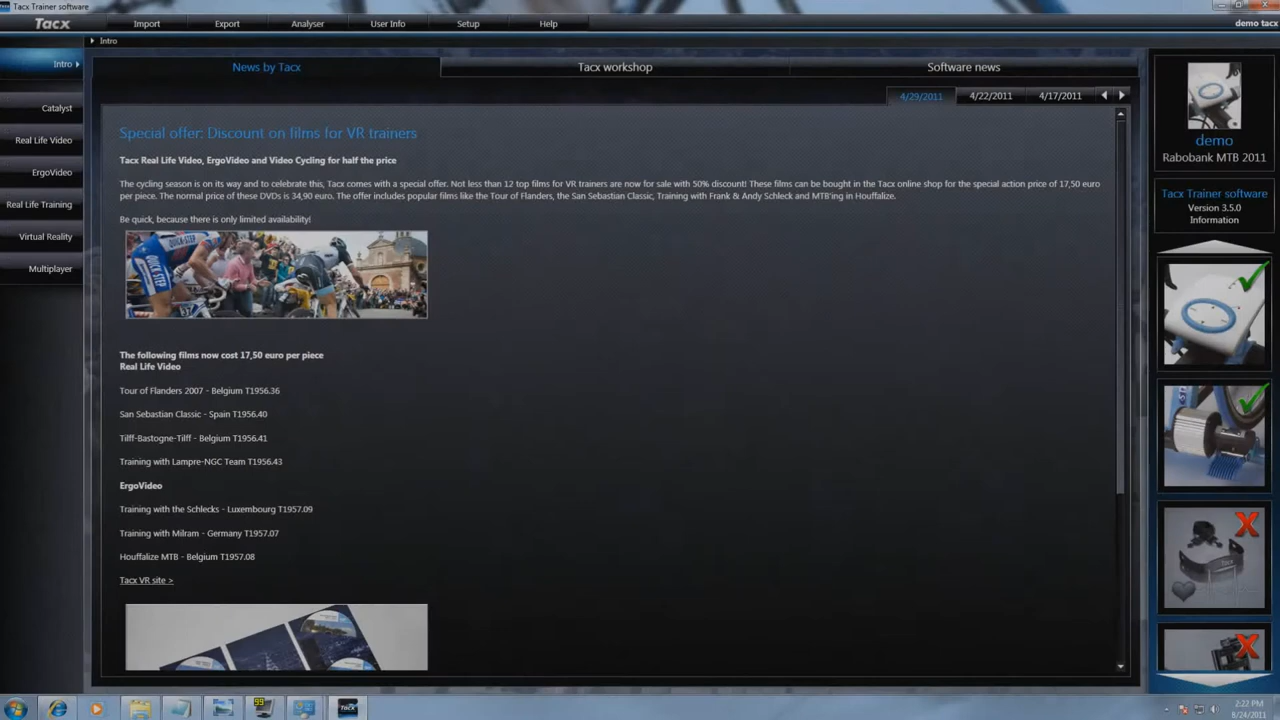 Tacx Trainer software
Tacx
Import
Export
Analyser
User Info
Setup
Help
demo tacx
Intro
Intro
Catalyst
Real Life Video
ErgoVideo
Real Life Training
Virtual Reality
Multiplayer
News by Tacx
Tacx workshop
Software news
4/29/2011
4/22/2011
4/17/2011
Special offer: Discount on films for VR trainers
Tacx Real Life Video, ErgoVideo and Video Cycling for half the price
The cycling season is on its way and to celebrate this, Tacx comes with a special offer. Not less than 12 top films for VR trainers are now for sale with 50% discount! These films can be bought in the Tacx online shop for the special action price of 17,50 euro
per piece. The normal price of these DVDs is 34,90 euro. The offer includes popular films like the Tour of Flanders, the San Sebastian Classic, Training with Frank & Andy Schleck and MTB'ing in Houffalize.
Be quick, because there is only limited availability!
QUICK STEP
The following films now cost 17,50 euro per piece
Real Life Video
Tour of Flanders 2007 - Belgium T1956.36
San Sebastian Classic - Spain T1956.40
Tilff-Bastogne-Tilff - Belgium T1956.41
Training with Lampre-NGC Team T1956.43
ErgoVideo
Training with the Schlecks - Luxembourg T1957.09
Training with Milram - Germany T1957.07
Houffalize MTB - Belgium T1957.08
Tacx VR site >
demo
Rabobank MTB 2011
Tacx Trainer software
Version 3.5.0
Information
99
Tacx
2:22 PM
8/24/2011